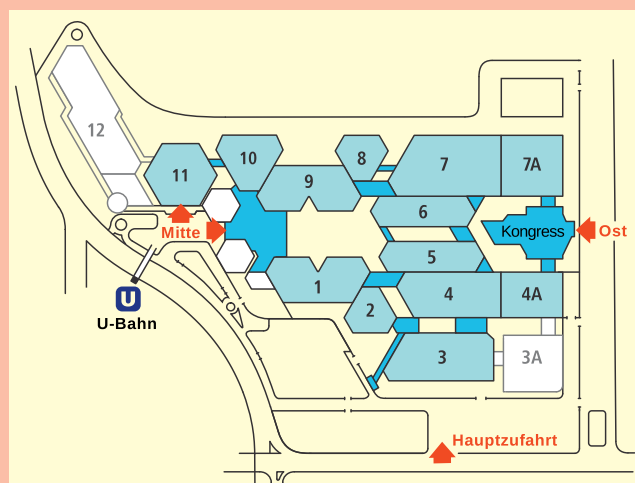 12
11
10
9
8
7
7A
6
Kongress
Ost
Mitte
5
1
2
4
4A
U
U-Bahn
3
3A
Hauptzufahrt